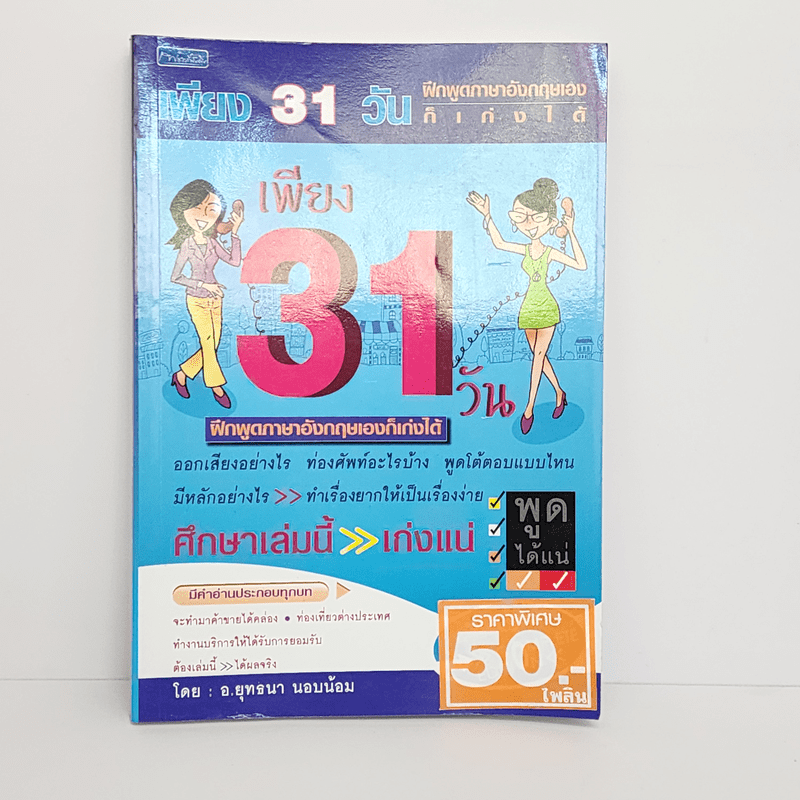 เพียง 31 วัน ฝึกพูดภาษาอังกฤษเอง
ก็เก่งได้
เพียง
31
วัน
ฝึกพูดภาษาอังกฤษเองก็เก่งได้
ออกเสียงอย่างไร ท่องศัพท์อะไรบ้าง พูดโต้ตอบแบบไหน
มีหลักอย่างไร >> ทำเรื่องยากให้เป็นเรื่องง่าย
ศึกษาเล่มนี้ >> เก่งแน่
พูด
ได้แน่
มีคำอ่านประกอบทุกบท
จะทำมาค้าขายได้คล่อง • ท่องเที่ยวต่างประเทศ
ทำงานบริการให้ได้รับการยอมรับ
ต้องเล่มนี้ >> ได้ผลจริง
โดย : อ.ยุทธนา นอบน้อม
ราคาพิเศษ
50.-
ไพลิน